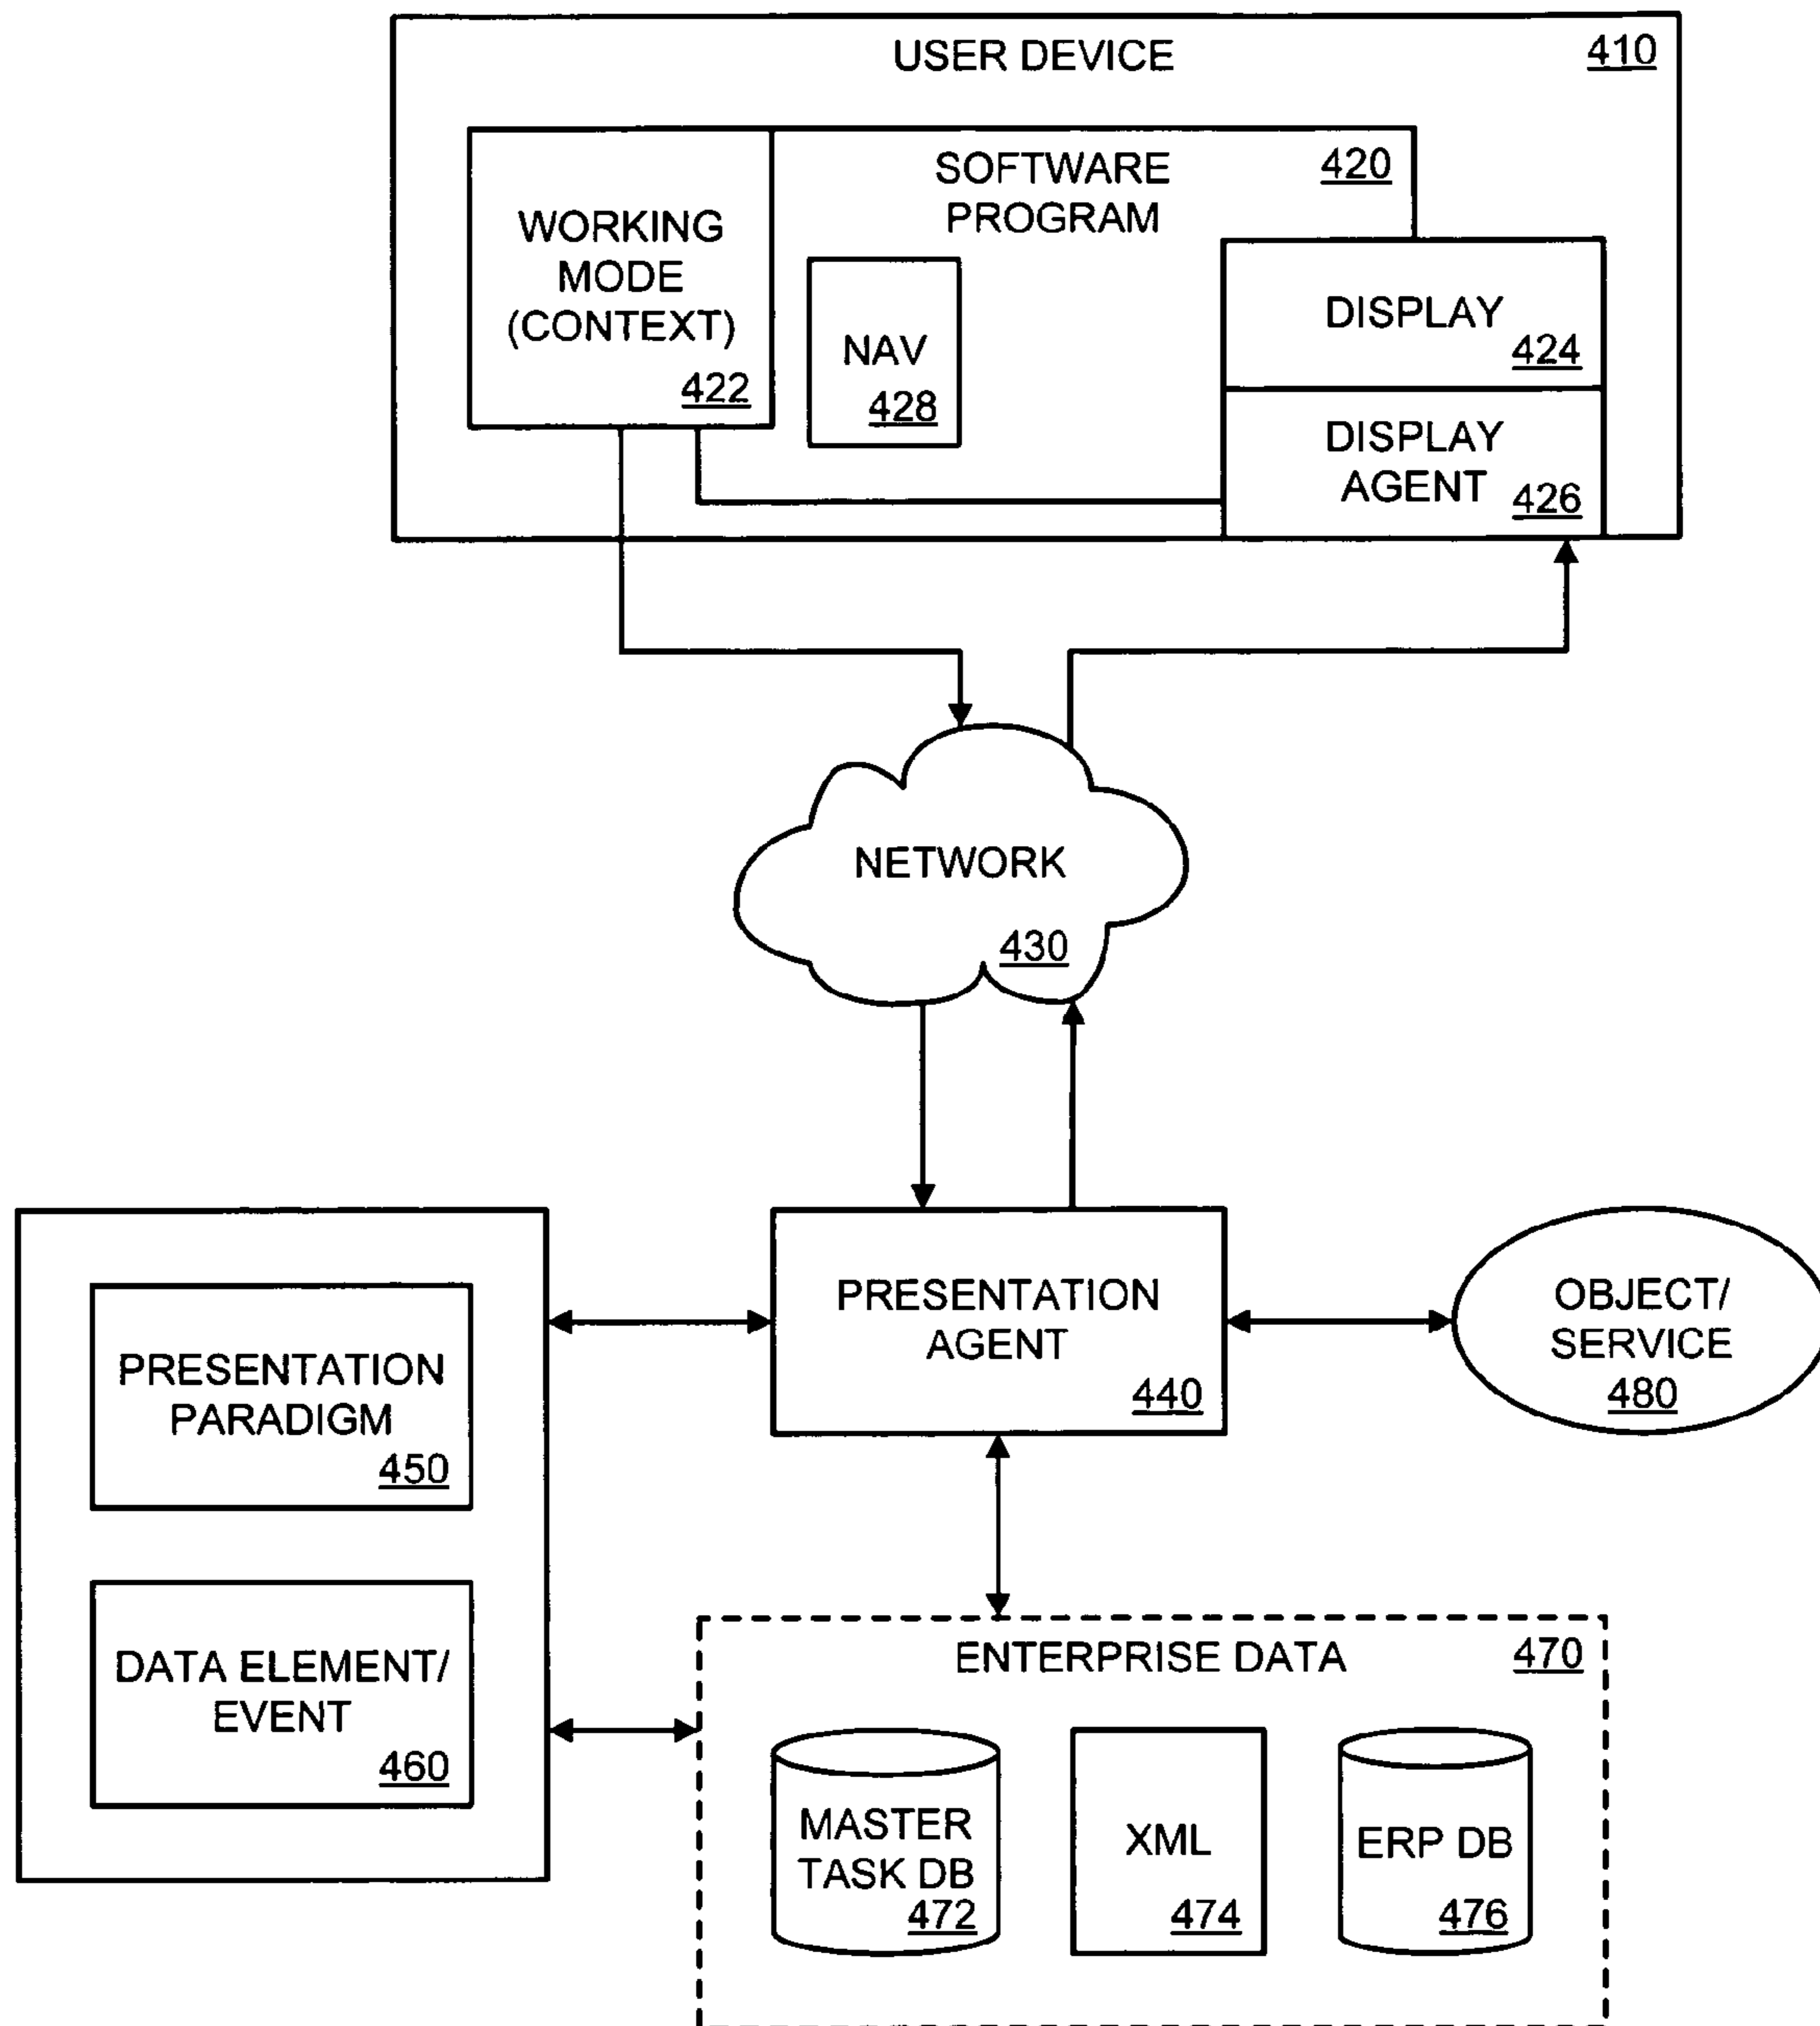 USER DEVICE
410
SOFTWARE
PROGRAM
420
WORKING
MODE
(CONTEXT)
422
NAV
428
DISPLAY
424
DISPLAY
AGENT
426
NETWORK
430
PRESENTATION
AGENT
440
PRESENTATION
PARADIGM
450
DATA ELEMENT/
EVENT
460
OBJECT/
SERVICE
480
ENTERPRISE DATA
470
MASTER
TASK DB
472
XML
474
ERP DB
476